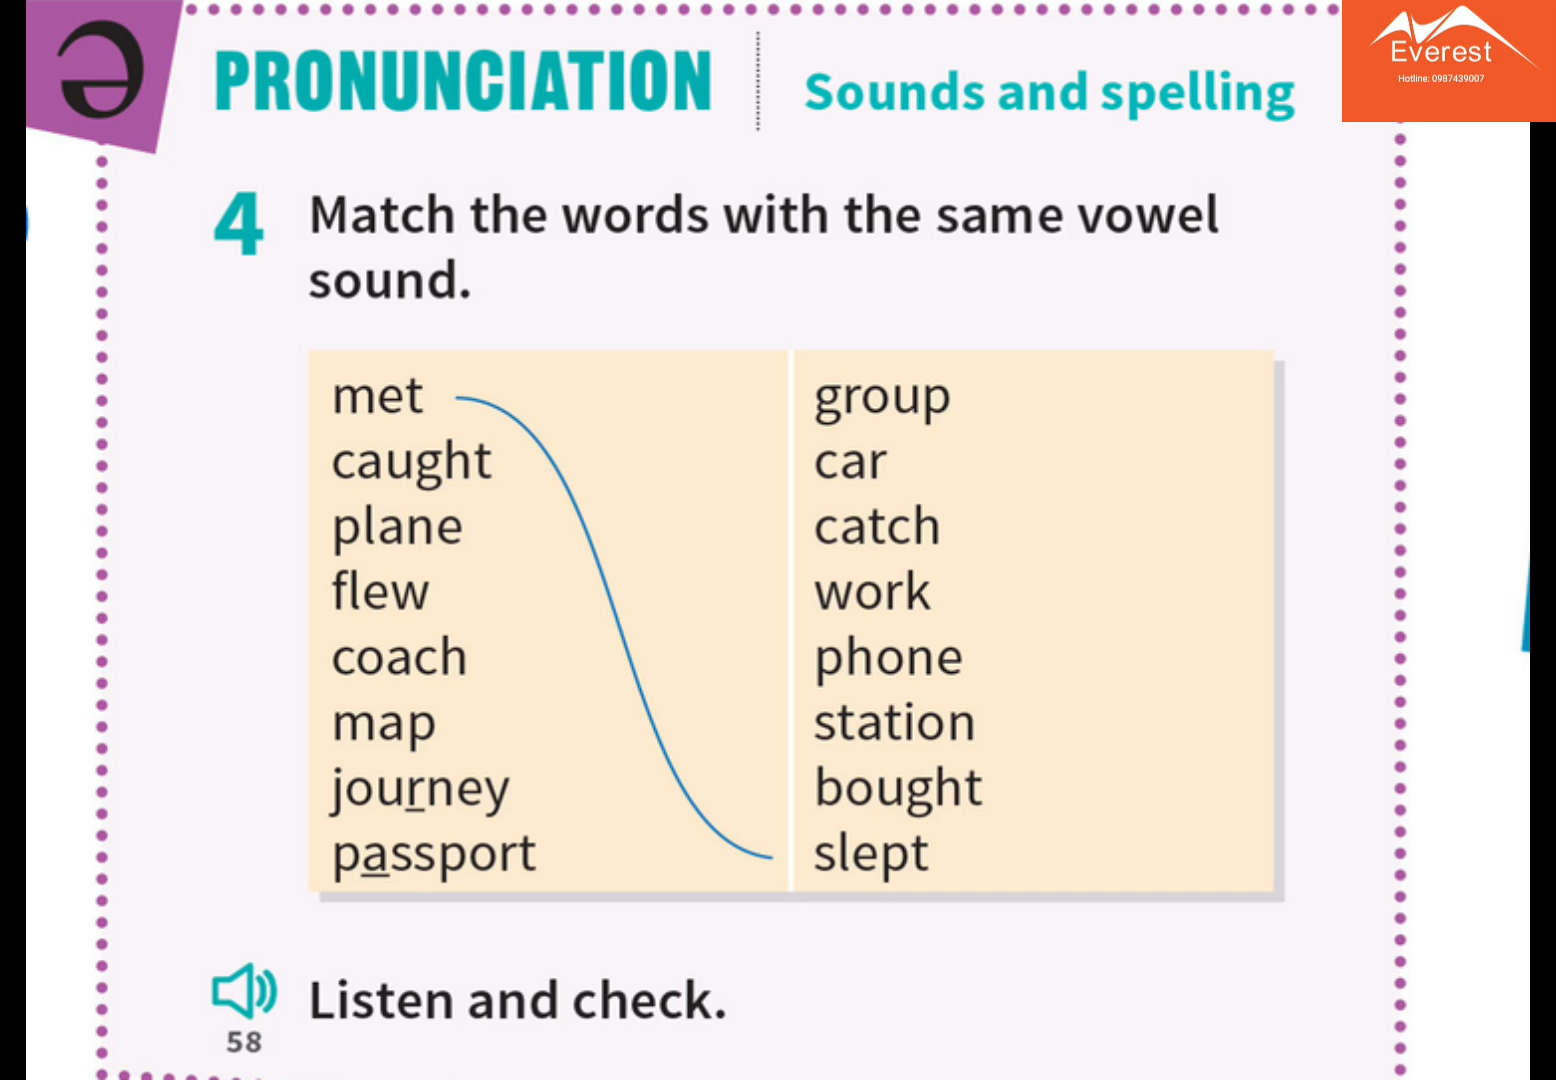 ə
PRONUNCIATION
Sounds and spelling
Everest
Hotline: 0987439007
4
Match the words with the same vowel
sound.
met
caught
plane
flew
coach
map
journey
passport
group
car
catch
work
phone
station
bought
slept
Listen and check.
58